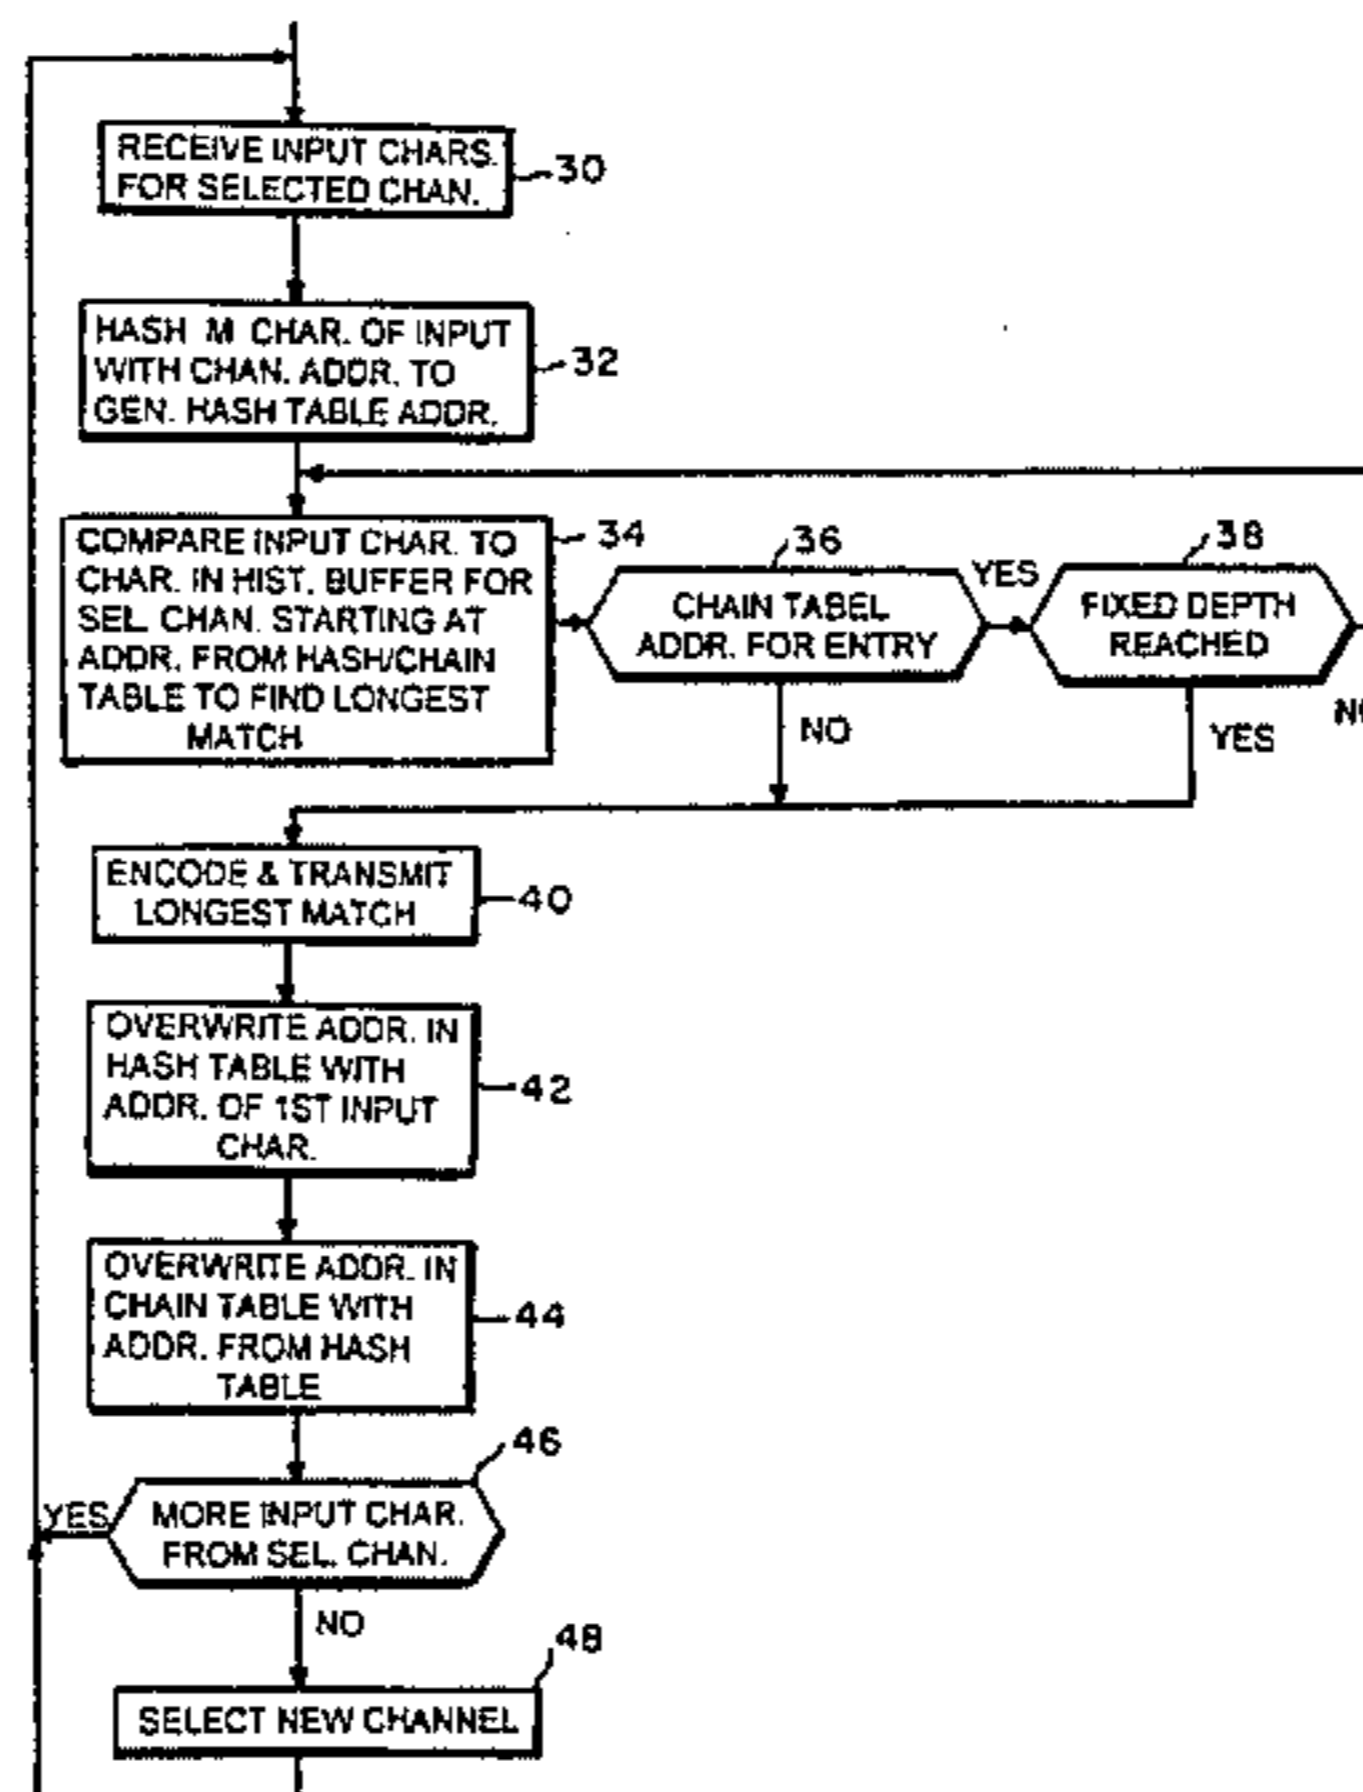 RECEIVE INPUT CHARS.
FOR SELECTED CHAN.
30
HASH M CHAR. OF INPUT
WITH CHAN. ADDR. TO
GEN. HASH TABLE ADDR.
32
COMPARE INPUT CHAR. TO
CHAR. IN HIST. BUFFER FOR
SEL. CHAN. STARTING AT
ADDR. FROM HASH/CHAIN
TABLE TO FIND LONGEST
MATCH
34
36
CHAIN TABEL
ADDR. FOR ENTRY
YES
NO
38
FIXED DEPTH
REACHED
YES
ENCODE & TRANSMIT
LONGEST MATCH
40
OVERWRITE ADDR. IN
HASH TABLE WITH
ADDR. OF 1ST INPUT
CHAR.
42
OVERWRITE ADDR. IN
CHAIN TABLE WITH
ADDR. FROM HASH
TABLE
44
46
MORE INPUT CHAR.
FROM SEL. CHAN.
YES
NO
48
SELECT NEW CHANNEL